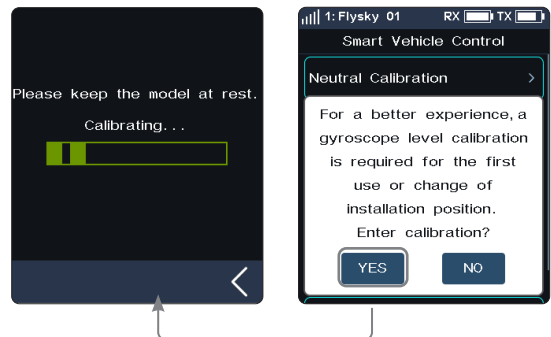 Please keep the model at rest.
Calibrating...
1: Flysky 01 RX TX
Smart Vehicle Control
Neutral Calibration >
For a better experience, a
gyroscope level calibration
is required for the first
use or change of
installation position.
Enter calibration?
YES NO